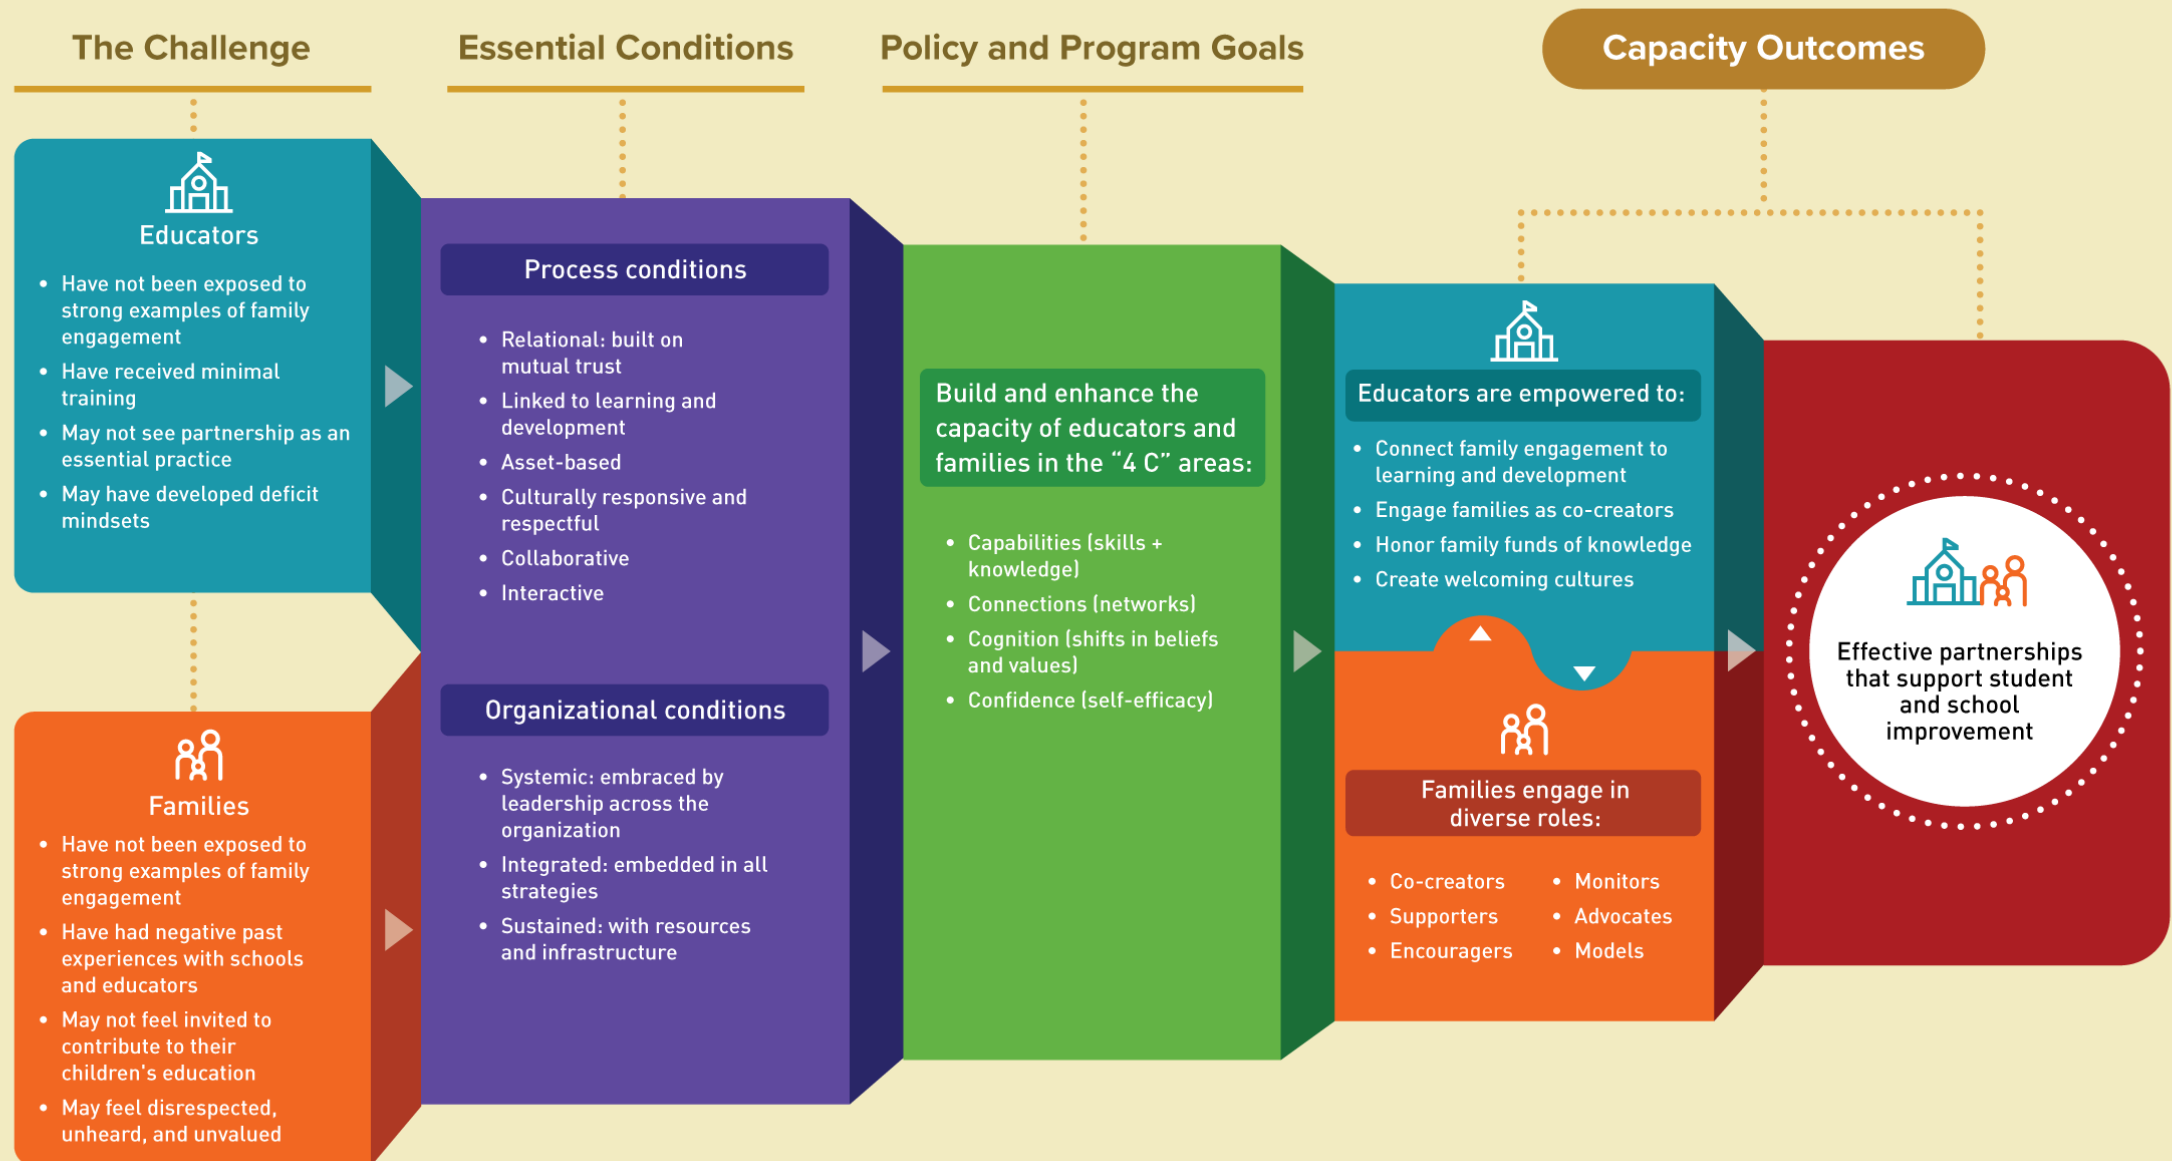 The Challenge
Essential Conditions
Policy and Program Goals
Capacity Outcomes
Educators
• Have not been exposed to
strong examples of family
engagement
• Have received minimal
training
• May not see partnership as an
essential practice
• May have developed deficit
mindsets
Families
• Have not been exposed to
strong examples of family
engagement
• Have had negative past
experiences with schools
and educators
• May not feel invited to
contribute to their
children's education
• May feel disrespected,
unheard, and unvalued
Process conditions
• Relational: built on
mutual trust
• Linked to learning and
development
• Asset-based
• Culturally responsive and
respectful
• Collaborative
• Interactive
Organizational conditions
• Systemic: embraced by
leadership across the
organization
• Integrated: embedded in all
strategies
• Sustained: with resources
and infrastructure
Build and enhance the
capacity of educators and
families in the “4 C” areas:
• Capabilities (skills +
knowledge)
• Connections (networks)
• Cognition (shifts in beliefs
and values)
• Confidence (self-efficacy)
Educators are empowered to:
• Connect family engagement to
learning and development
• Engage families as co-creators
• Honor family funds of knowledge
• Create welcoming cultures
Families engage in
diverse roles:
• Co-creators
• Supporters
• Encouragers
• Monitors
• Advocates
• Models
Effective partnerships
that support student
and school
improvement